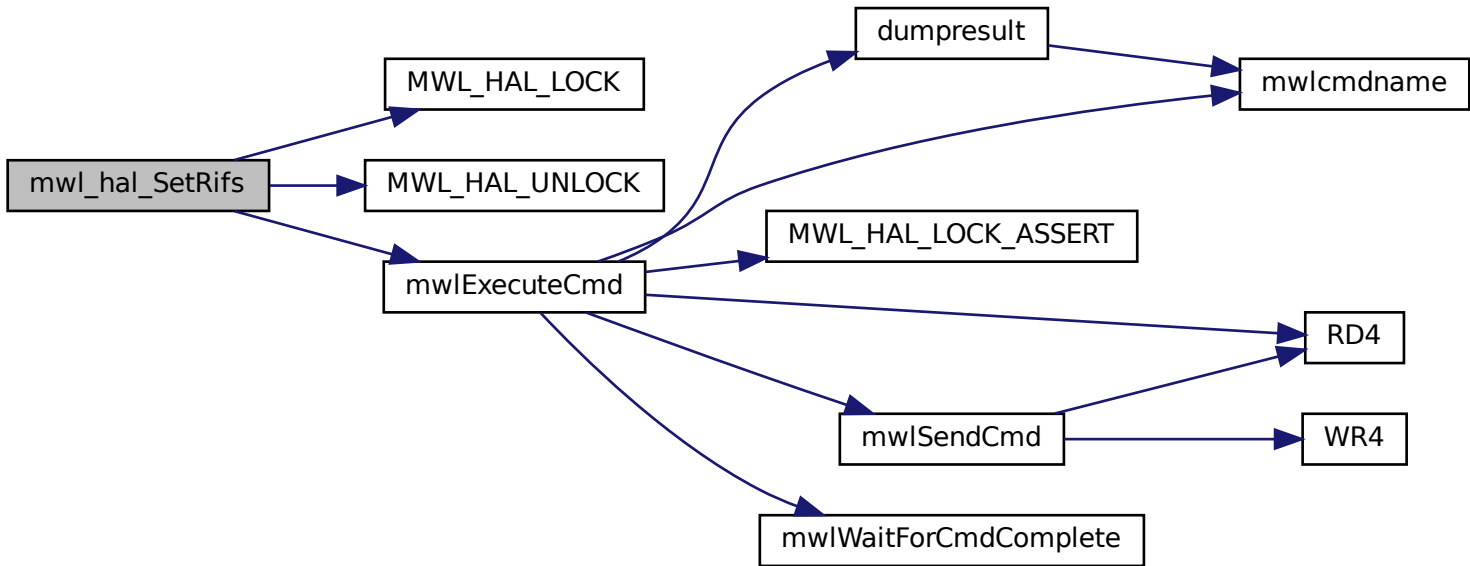 mwl_hal_SetRifs
MWL_HAL_LOCK
MWL_HAL_UNLOCK
mwlExecuteCmd
dumpresult
mwlcmdname
MWL_HAL_LOCK_ASSERT
RD4
mwlSendCmd
WR4
mwlWaitForCmdComplete